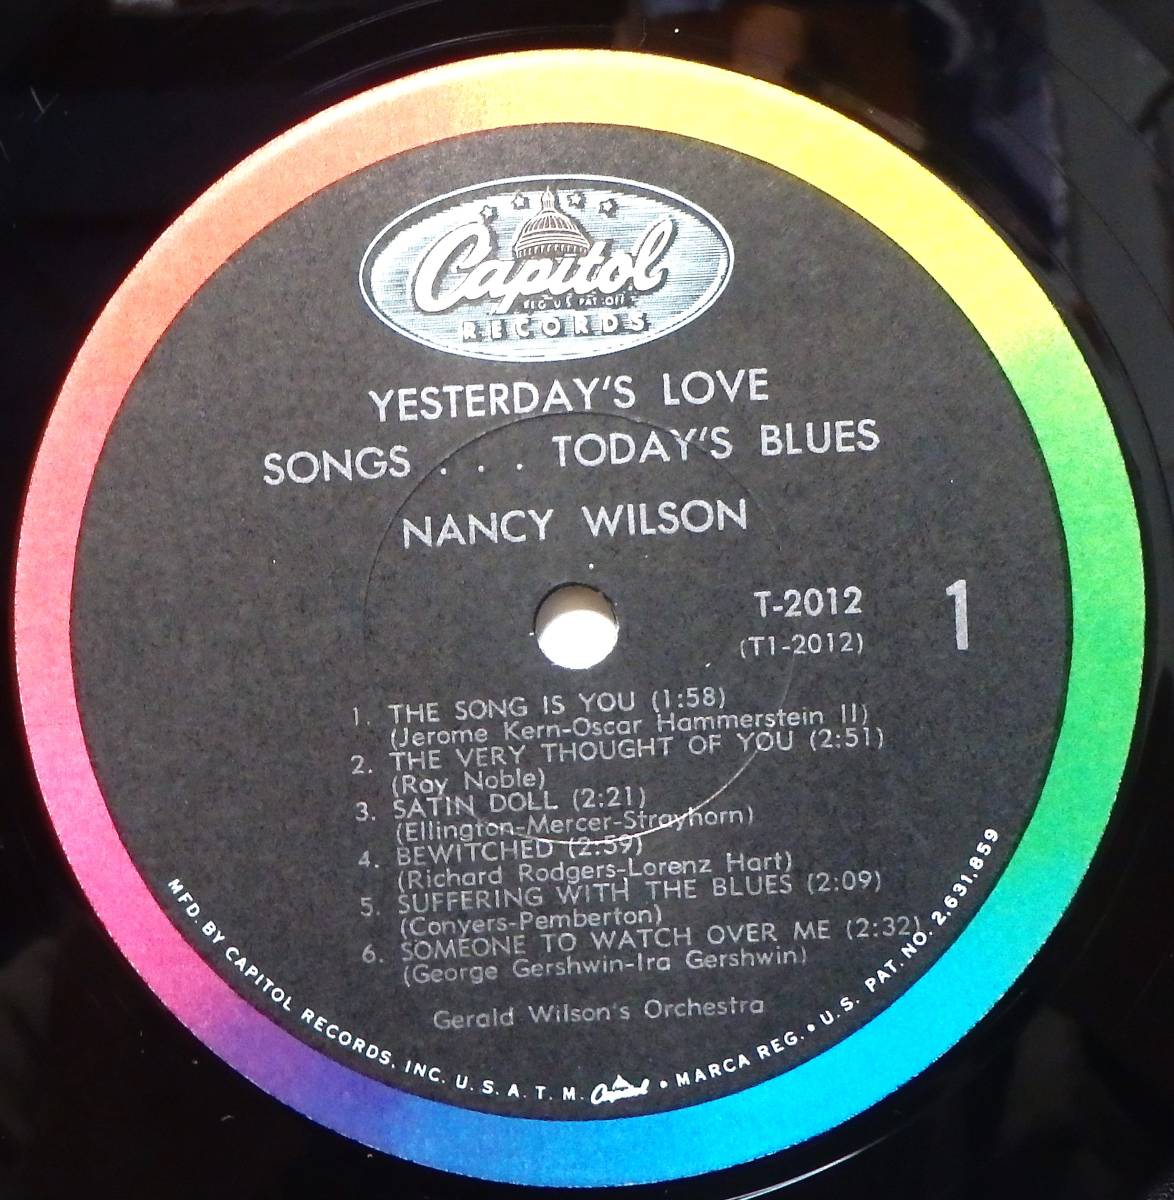 Capitol
REG U S PAT. OFF.
RECORDS
YESTERDAY'S LOVE
SONGS . . . TODAY'S BLUES
NANCY WILSON
T-2012
(T1-2012)
1
1. THE SONG IS YOU (1:58)
(Jerome Kern-Oscar Hammerstein II)
2. THE VERY THOUGHT OF YOU (2:51)
(Ray Noble)
3. SATIN DOLL (2:21)
(Ellington-Mercer-Strayhorn)
4. BEWITCHED (2:59)
(Richard Rodgers-Lorenz Hart)
5. SUFFERING WITH THE BLUES (2:09)
(Conyers-Pemberton)
6. SOMEONE TO WATCH OVER ME (2:32)
(George Gershwin-Ira Gershwin)
Gerald Wilson's Orchestra
MFD. BY CAPITOL RECORDS, INC. U. S. A. T. M. Capitol • MARCA REG. • U.S. PAT. NO. 2,631,859